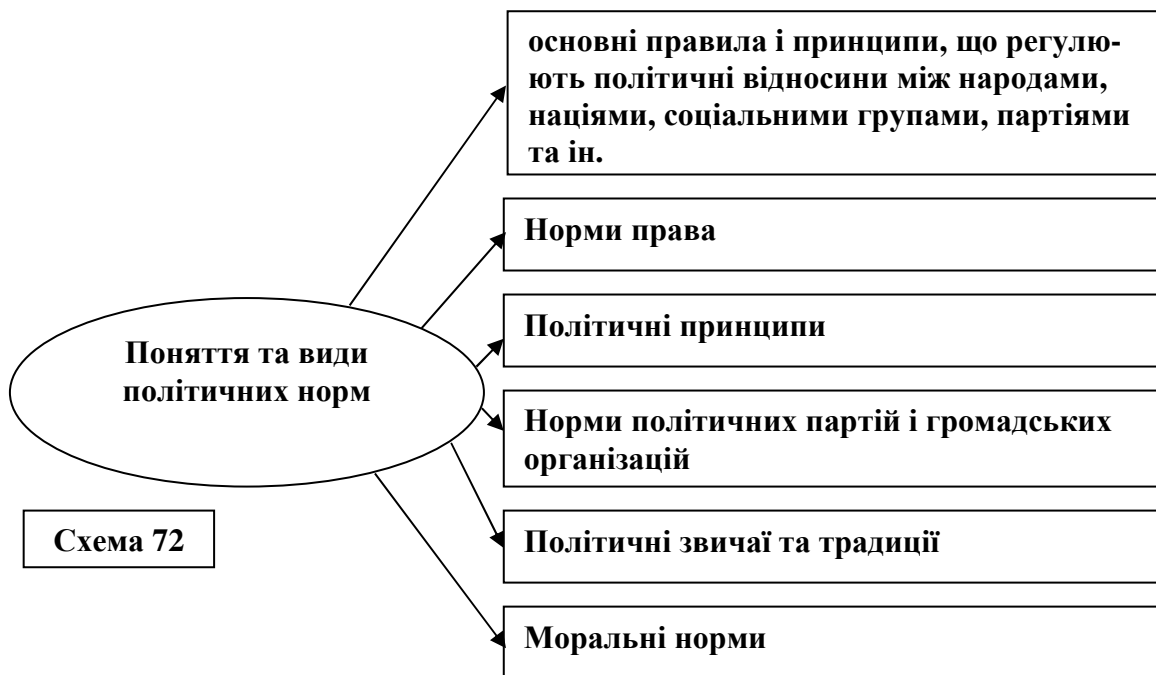 основні правила і принципи, що регулю-
ють політичні відносини між народами,
націями, соціальними групами, партіями
та ін.
Норми права
Політичні принципи
Поняття та види
політичних норм
Норми політичних партій і громадських
організацій
Схема 72
Політичні звичаї та традиції
Моральні норми